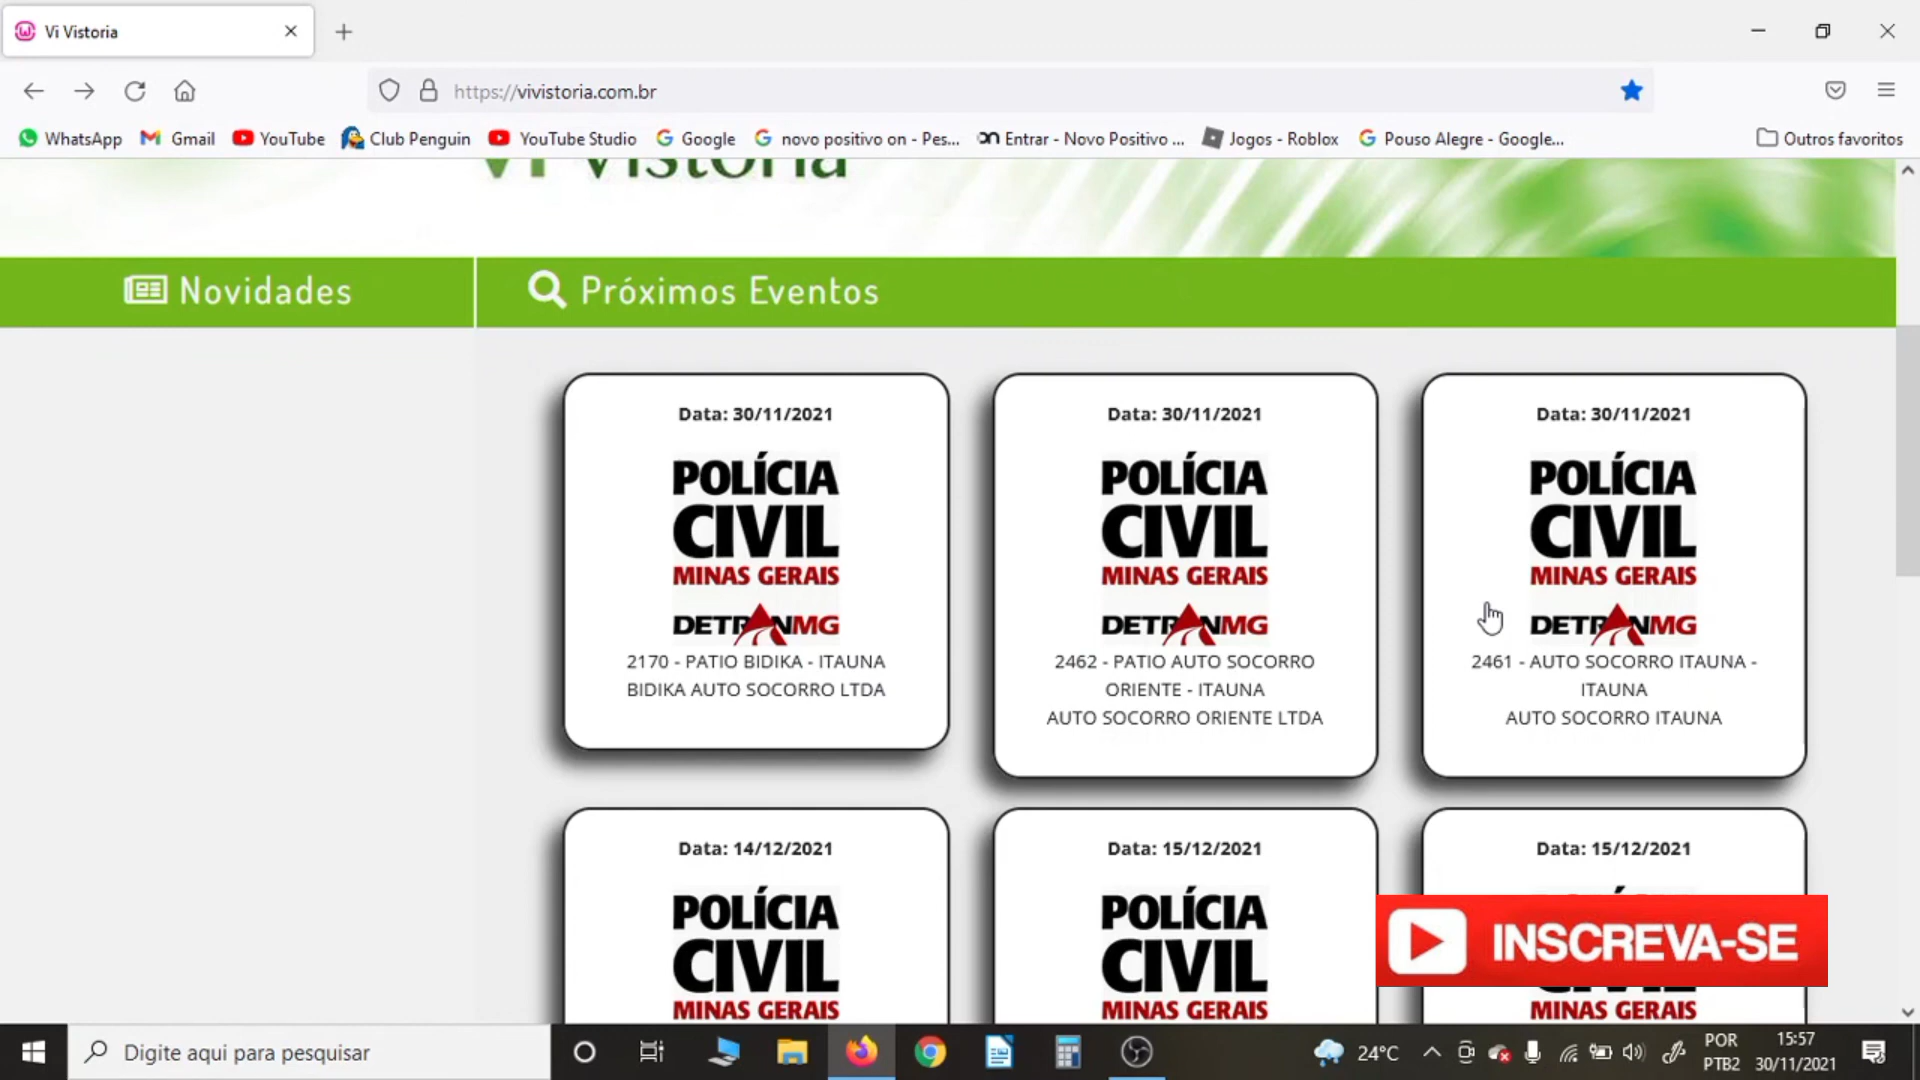 Vi Vistoria
https://vivistoria.com.br
WhatsApp
Gmail
YouTube
Club Penguin
YouTube Studio
Google
novo positivo on - Pes...
Entrar - Novo Positivo ...
Jogos - Roblox
Pouso Alegre - Google...
Outros favoritos
Vi Vistoria
Novidades
Próximos Eventos
Data: 30/11/2021
POLÍCIA
CIVIL
MINAS GERAIS
DETRANMG
2170 - PATIO BIDIKA - ITAUNA
BIDIKA AUTO SOCORRO LTDA
Data: 30/11/2021
POLÍCIA
CIVIL
MINAS GERAIS
DETRANMG
2462 - PATIO AUTO SOCORRO
ORIENTE - ITAUNA
AUTO SOCORRO ORIENTE LTDA
Data: 30/11/2021
POLÍCIA
CIVIL
MINAS GERAIS
DETRANMG
2461 - AUTO SOCORRO ITAUNA -
ITAUNA
AUTO SOCORRO ITAUNA
Data: 14/12/2021
POLÍCIA
CIVIL
MINAS GERAIS
Data: 15/12/2021
POLÍCIA
CIVIL
MINAS GERAIS
Data: 15/12/2021
INSCREVA-SE
MINAS GERAIS
Digite aqui para pesquisar
24°C
POR
PTB2
15:57
30/11/2021